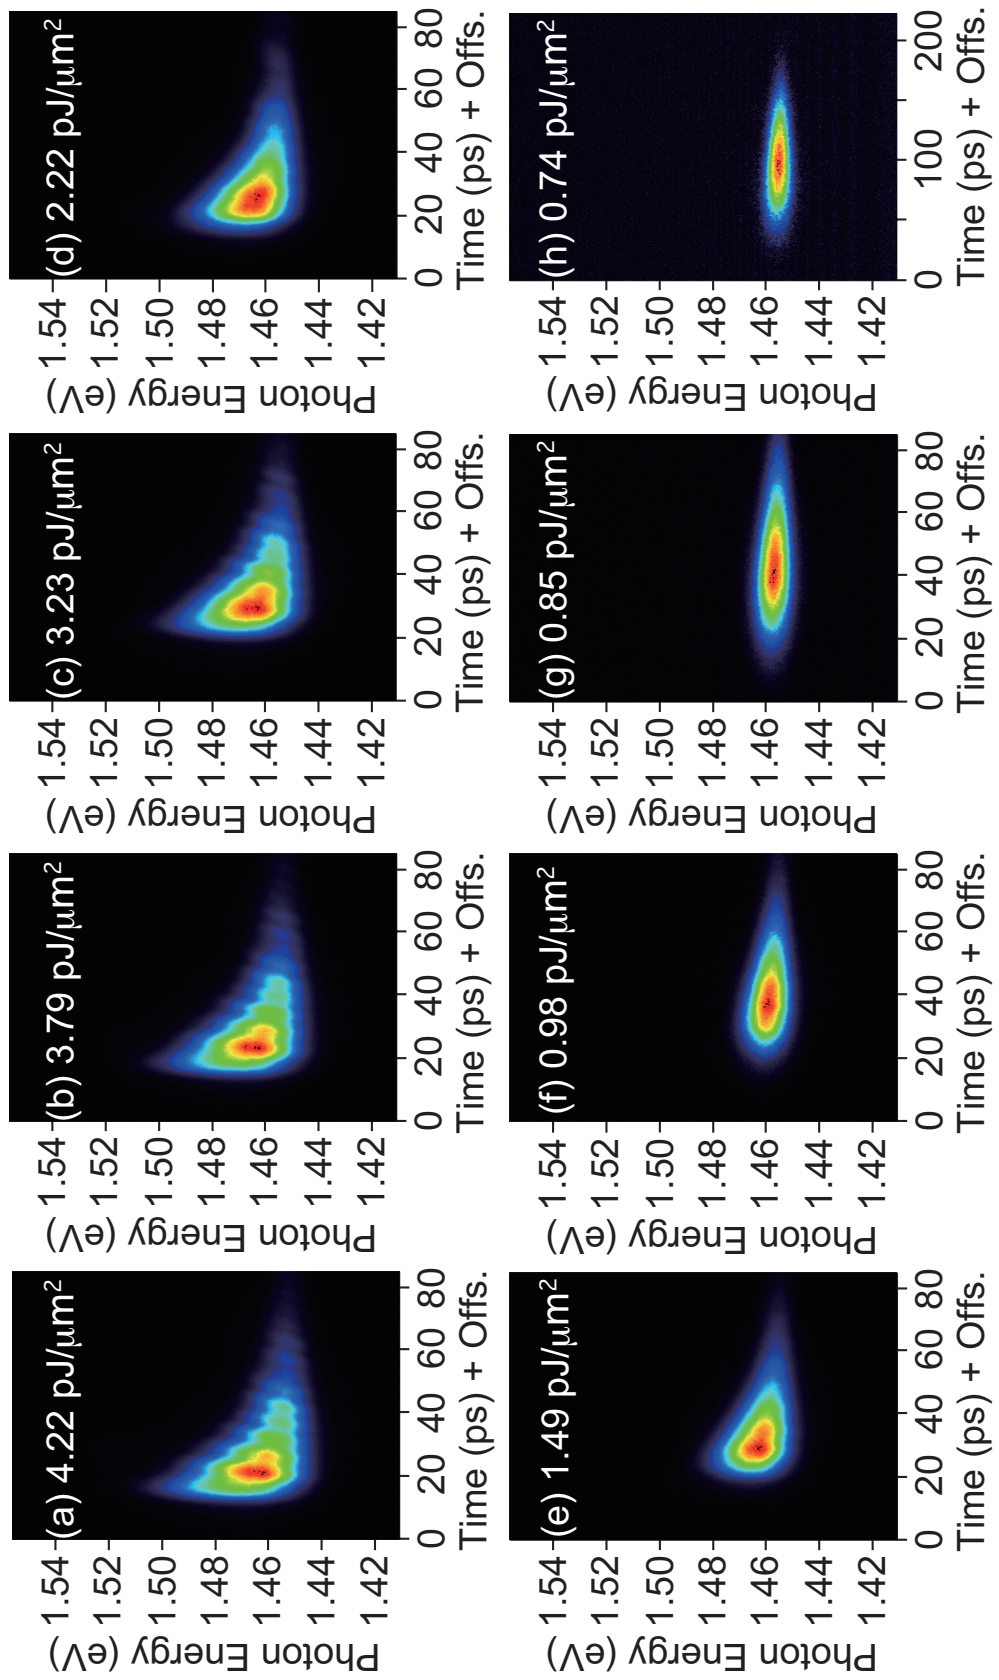 (a) 4.22 pJ/μm²
Photon Energy (eV)
1.54
1.52
1.50
1.48
1.46
1.44
1.42
0 20 40 60 80
Time (ps) + Offs.
(b) 3.79 pJ/μm²
Photon Energy (eV)
1.54
1.52
1.50
1.48
1.46
1.44
1.42
0 20 40 60 80
Time (ps) + Offs.
(c) 3.23 pJ/μm²
Photon Energy (eV)
1.54
1.52
1.50
1.48
1.46
1.44
1.42
0 20 40 60 80
Time (ps) + Offs.
(d) 2.22 pJ/μm²
Photon Energy (eV)
1.54
1.52
1.50
1.48
1.46
1.44
1.42
0 20 40 60 80
Time (ps) + Offs.
(e) 1.49 pJ/μm²
Photon Energy (eV)
1.54
1.52
1.50
1.48
1.46
1.44
1.42
0 20 40 60 80
Time (ps) + Offs.
(f) 0.98 pJ/μm²
Photon Energy (eV)
1.54
1.52
1.50
1.48
1.46
1.44
1.42
0 20 40 60 80
Time (ps) + Offs.
(g) 0.85 pJ/μm²
Photon Energy (eV)
1.54
1.52
1.50
1.48
1.46
1.44
1.42
0 20 40 60 80
Time (ps) + Offs.
(h) 0.74 pJ/μm²
Photon Energy (eV)
1.54
1.52
1.50
1.48
1.46
1.44
1.42
0 100 200
Time (ps) + Offs.